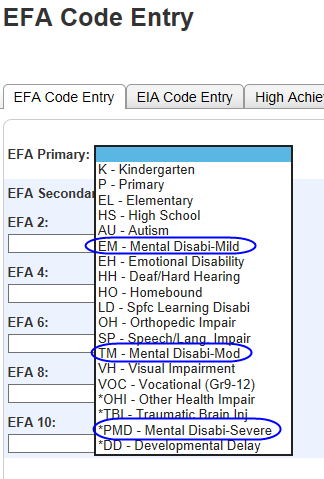 EFA Code Entry
EFA Code Entry
EIA Code Entry
High Achie
EFA Primary:
K - Kindergarten
P - Primary
EL - Elementary
HS - High School
AU - Autism
EM - Mental Disabi-Mild
EH - Emotional Disability
HH - Deaf/Hard Hearing
HO - Homebound
LD - Spfc Learning Disabi
OH - Orthopedic Impair
SP - Speech/Lang. Impair
TM - Mental Disabi-Mod
VH - Visual Impairment
VOC - Vocational (Gr9-12)
*OHI - Other Health Impair
*TBI - Traumatic Brain Inj
*PMD - Mental Disabi-Severe
*DD - Developmental Delay
EFA Secondar
EFA 2:
EFA 4:
EFA 6:
EFA 8:
EFA 10: